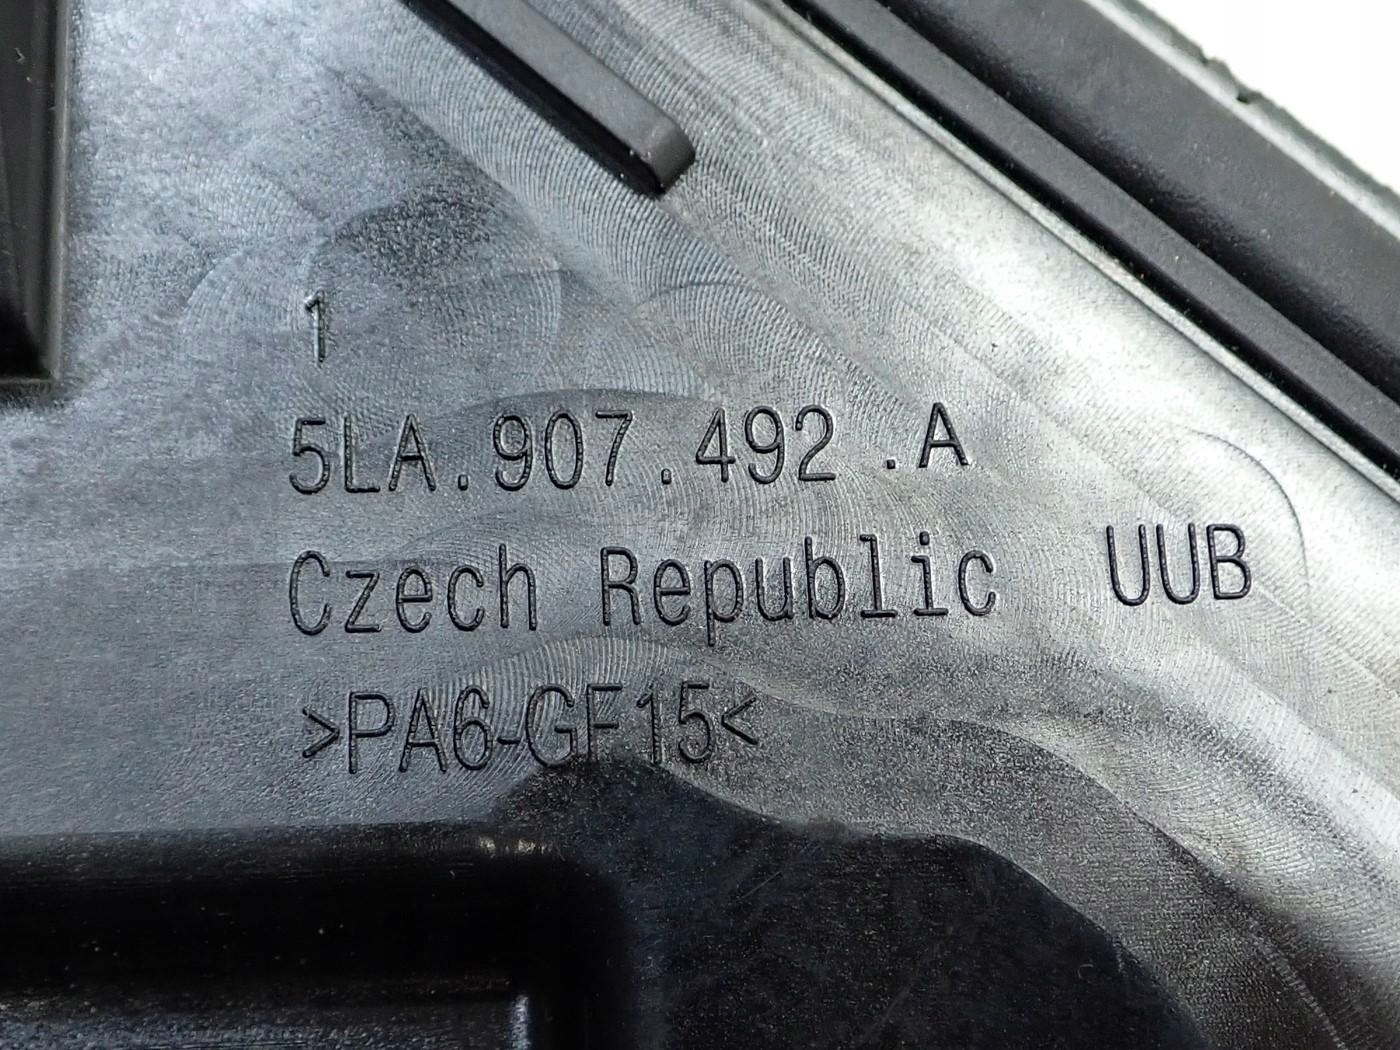 1
5LA.907.492.A
Czech Republic UUB
>PA6-GF15<